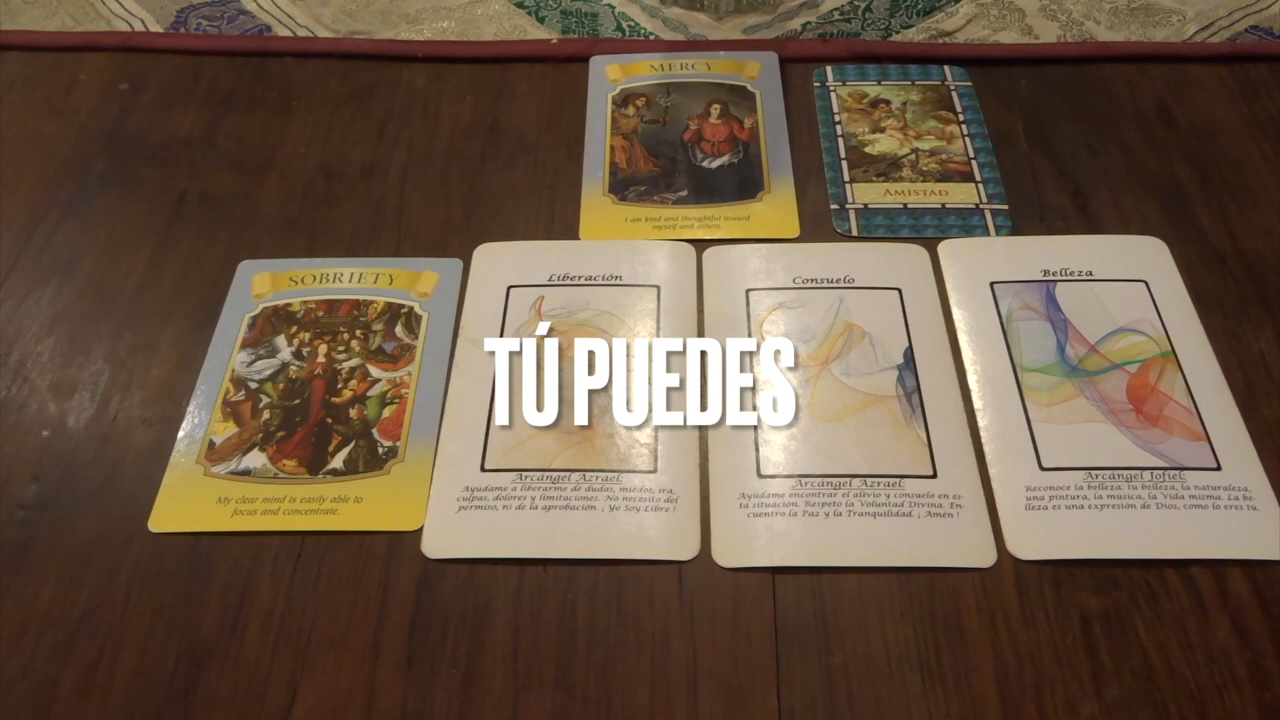 MERCY
I am kind and thoughtful toward
myself and others.
AMISTAD
SOBRIETY
My clear mind is easily able to
focus and concentrate.
Liberación
Arcángel Azrael:
Ayúdame a liberarme de dudas, miedos, ira,
culpas, dolores y limitaciones. No necesito del
permiso, ni de la aprobación. ¡ Yo Soy Libre !
Consuelo
Arcángel Azrael:
Ayúdame encontrar el alivio y consuelo en es-
ta situación. Respeto la Voluntad Divina. En-
cuentro la Paz y la Tranquilidad. ¡ Amén !
Belleza
Arcángel Jofiel:
Reconoce la belleza: tu belleza, la naturaleza,
una pintura, la música, la Vida misma. La be-
lleza es una expresión de Dios, como lo eres tú.
TÚ PUEDES